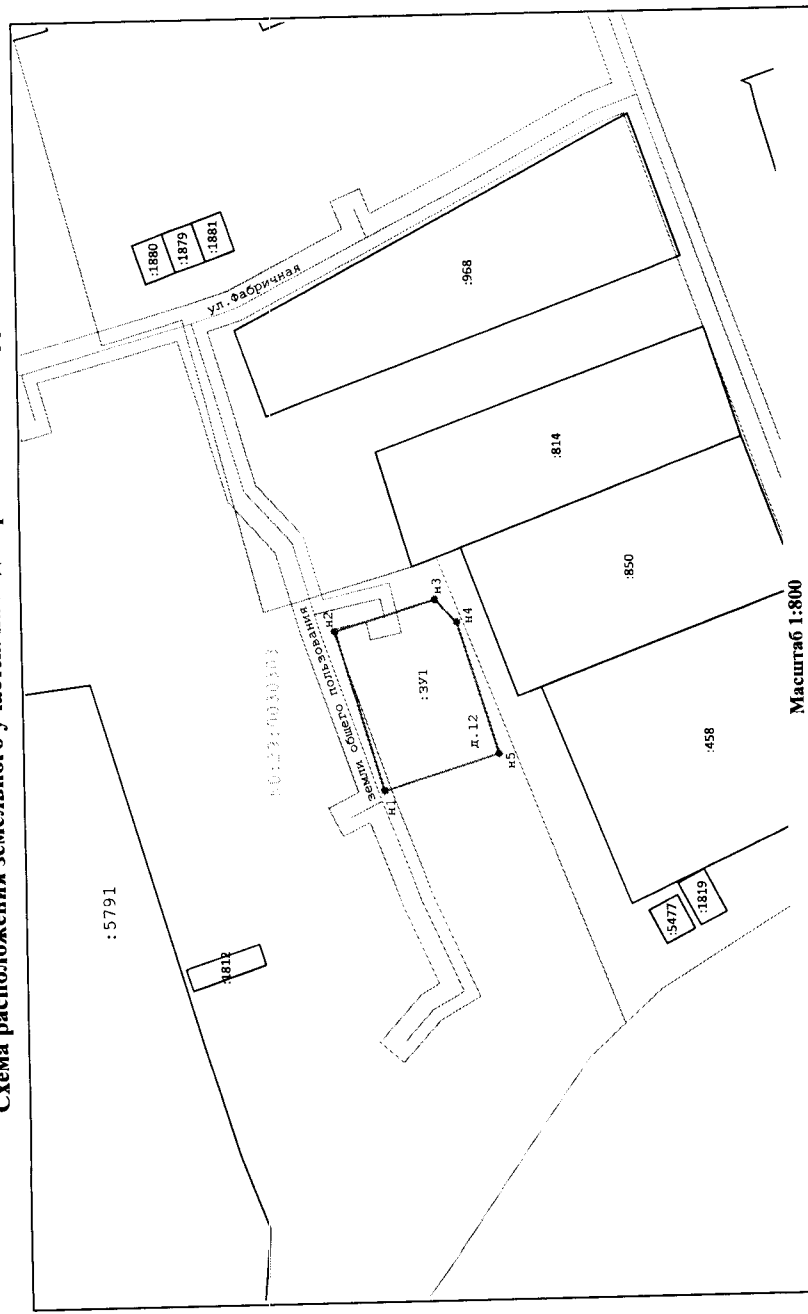 Схема расположения земельного участка
:5791
:1812
:1880
:1879
:1881
ул.Фабричная
земли общего пользования
н1
н2
н3
н4
н5
:ЗУ1
д.12
:968
:814
:850
:458
:5477
:1819
Масштаб 1:800